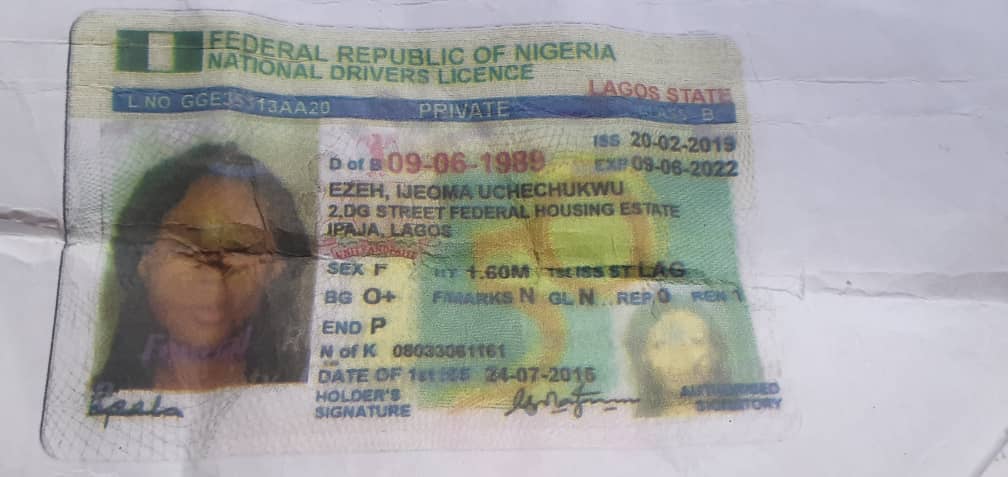 FEDERAL REPUBLIC OF NIGERIA
NATIONAL DRIVERS LICENCE
LAGOS STATE
L NO PRIVATE CLASS B
ISS 20-02-2019
D of B 09-06-1989 EXP 09-06-2022
EZEH, IJEOMA UCHECHUKWU
2,DG STREET FEDERAL HOUSING ESTATE
IPAJA, LAGOS
SEX F HT 1.60M 1st ISS ST LAG
BG O+ F/MARKS N GL N REP 0 REN 1
END P
N of K 08033061161
DATE OF 1st ISS 24-07-2015
HOLDER'S
SIGNATURE
AUTHORISED
SIGNATORY